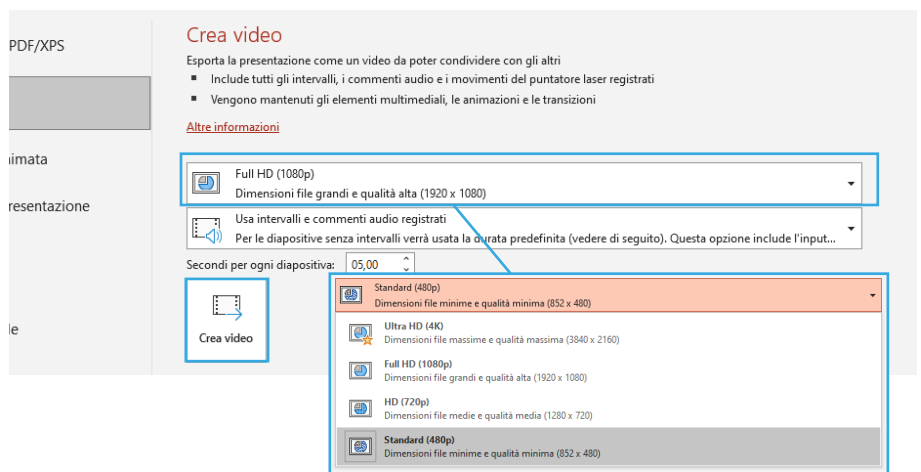 PDF/XPS
imata
resentazione
le
Crea video
Esporta la presentazione come un video da poter condividere con gli altri
▪ Include tutti gli intervalli, i commenti audio e i movimenti del puntatore laser registrati
▪ Vengono mantenuti gli elementi multimediali, le animazioni e le transizioni
Altre informazioni
Full HD (1080p)
Dimensioni file grandi e qualità alta (1920 x 1080)
Usa intervalli e commenti audio registrati
Per le diapositive senza intervalli verrà usata la durata predefinita (vedere di seguito). Questa opzione include l'input...
Secondi per ogni diapositiva: 05,00
Crea video
Standard (480p)
Dimensioni file minime e qualità minima (852 x 480)
Ultra HD (4K)
Dimensioni file massime e qualità massima (3840 x 2160)
Full HD (1080p)
Dimensioni file grandi e qualità alta (1920 x 1080)
HD (720p)
Dimensioni file medie e qualità media (1280 x 720)
Standard (480p)
Dimensioni file minime e qualità minima (852 x 480)